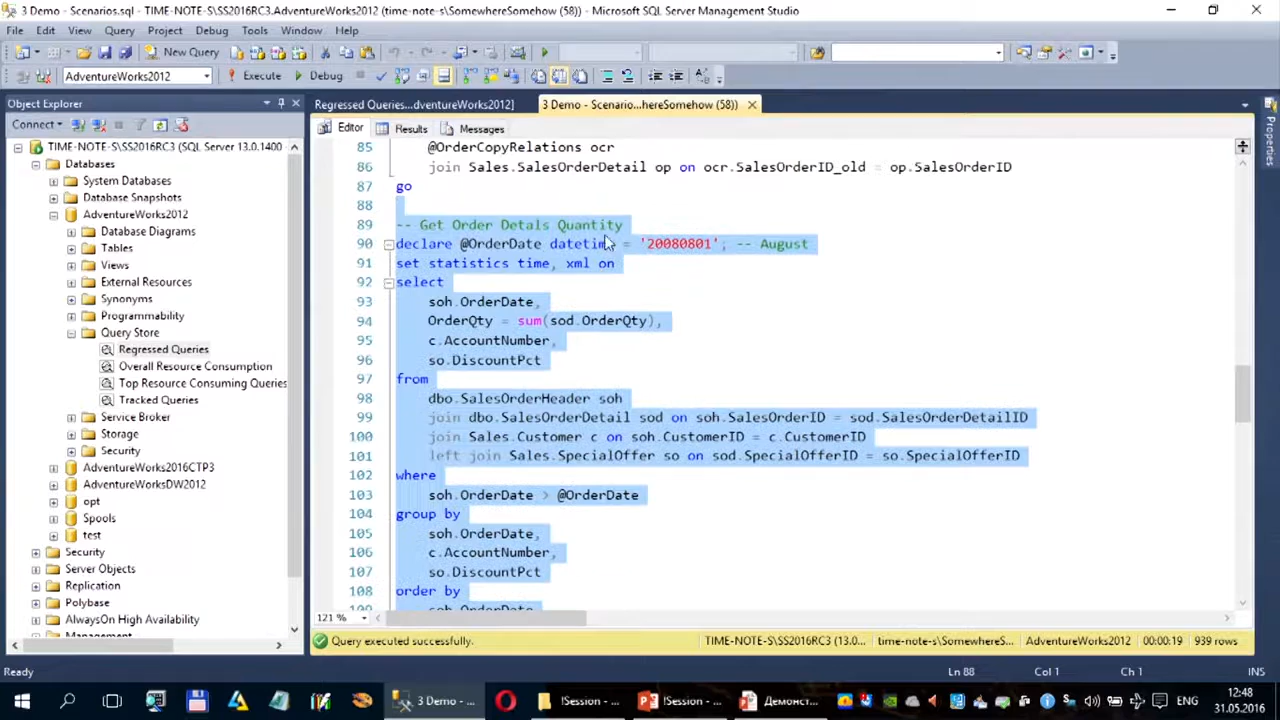 3 Demo - Scenarios.sql - TIME-NOTE-S\SS2016RC3.AdventureWorks2012 (time-note-s\SomewhereSomehow (58)) - Microsoft SQL Server Management Studio
File Edit View Query Project Debug Tools Window Help
New Query
AdventureWorks2012 Execute Debug
Object Explorer
Connect
TIME-NOTE-S\SS2016RC3 (SQL Server 13.0.1400
Databases
System Databases
Database Snapshots
AdventureWorks2012
Database Diagrams
Tables
Views
External Resources
Synonyms
Programmability
Query Store
Regressed Queries
Overall Resource Consumption
Top Resource Consuming Queries
Tracked Queries
Service Broker
Storage
Security
AdventureWorks2016CTP3
AdventureWorksDW2012
opt
Spools
test
Security
Server Objects
Replication
Polybase
AlwaysOn High Availability
Management
Regressed Queries...dventureWorks2012]
3 Demo - Scenario...hereSomehow (58))
Editor Results Messages
85 @OrderCopyRelations ocr
86 join Sales.SalesOrderDetail op on ocr.SalesOrderID_old = op.SalesOrderID
87 go
88
89 -- Get Order Detals Quantity
90 declare @OrderDate datetime = '20080801'; -- August
91 set statistics time, xml on
92 select
93 soh.OrderDate,
94 OrderQty = sum(sod.OrderQty),
95 c.AccountNumber,
96 so.DiscountPct
97 from
98 dbo.SalesOrderHeader soh
99 join dbo.SalesOrderDetail sod on soh.SalesOrderID = sod.SalesOrderDetailID
100 join Sales.Customer c on soh.CustomerID = c.CustomerID
101 left join Sales.SpecialOffer so on sod.SpecialOfferID = so.SpecialOfferID
102 where
103 soh.OrderDate > @OrderDate
104 group by
105 soh.OrderDate,
106 c.AccountNumber,
107 so.DiscountPct
108 order by
109 soh.OrderDate
121 %
Query executed successfully. TIME-NOTE-S\SS2016RC3 (13.0... time-note-s\SomewhereS... AdventureWorks2012 00:00:19 939 rows
Properties
Ready Ln 88 Col 1 Ch 1 INS
3 Demo - ... !Session - ... !Session - ... Демонст... ENG
12:48
31.05.2016